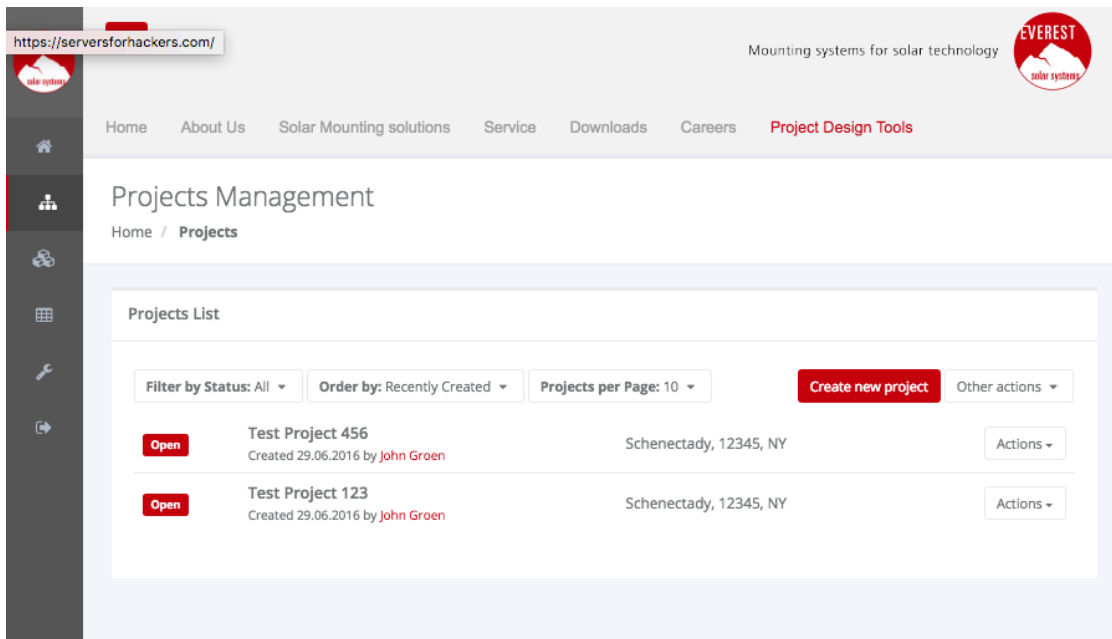 https://serversforhackers.com/
solar systems
Mounting systems for solar technology
EVEREST
solar systems
Home About Us Solar Mounting solutions Service Downloads Careers Project Design Tools
Projects Management
Home / Projects
Projects List
Filter by Status: All Order by: Recently Created Projects per Page: 10 Create new project Other actions
Open Test Project 456 Schenectady, 12345, NY Actions
Created 29.06.2016 by John Groen
Open Test Project 123 Schenectady, 12345, NY Actions
Created 29.06.2016 by John Groen